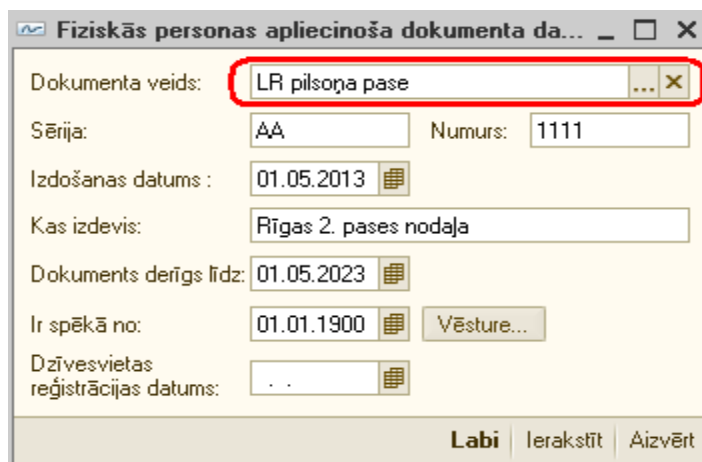 Fiziskās personas apliecinoša dokumenta da...
Dokumenta veids: LR pilsoņa pase ...
Sērija: AA Numurs: 1111
Izdošanas datums : 01.05.2013
Kas izdevis: Rīgas 2. pases nodaļa
Dokuments derīgs līdz: 01.05.2023
Ir spēkā no: 01.01.1900 Vēsture...
Dzīvesvietas
reģistrācijas datums: . .
Labi Ierakstīt Aizvērt